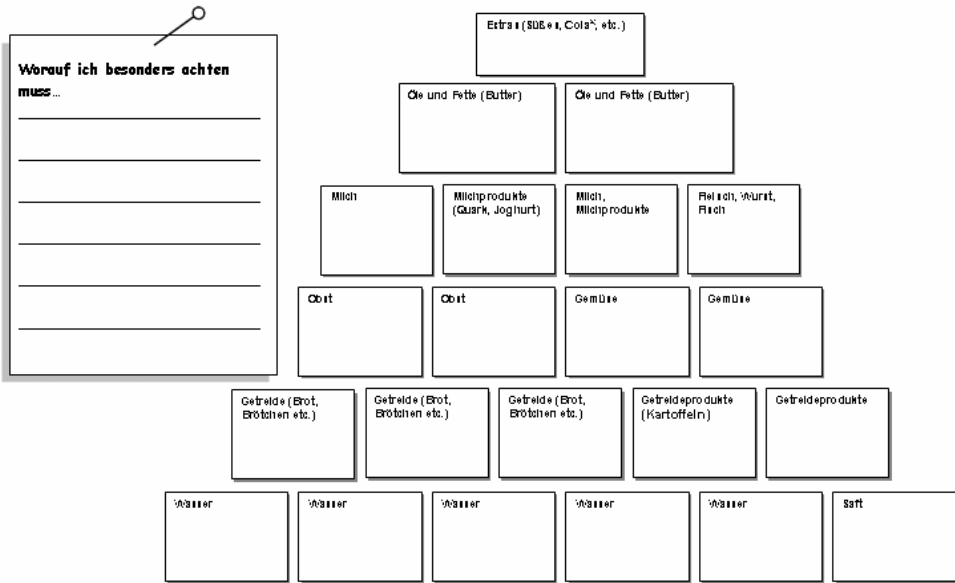 Worauf ich besonders achten
muss...
Extras (Süßes, Cola*, etc.)
Öle und Fette (Butter)
Öle und Fette (Butter)
Milch
Milchprodukte
(Quark, Joghurt)
Milch,
Milchprodukte
Fleisch, Wurst,
Fisch
Obst
Obst
Gemüse
Gemüse
Getreide (Brot,
Brötchen etc.)
Getreide (Brot,
Brötchen etc.)
Getreide (Brot,
Brötchen etc.)
Getreideprodukte
(Kartoffeln)
Getreideprodukte
Wasser
Wasser
Wasser
Wasser
Wasser
Saft